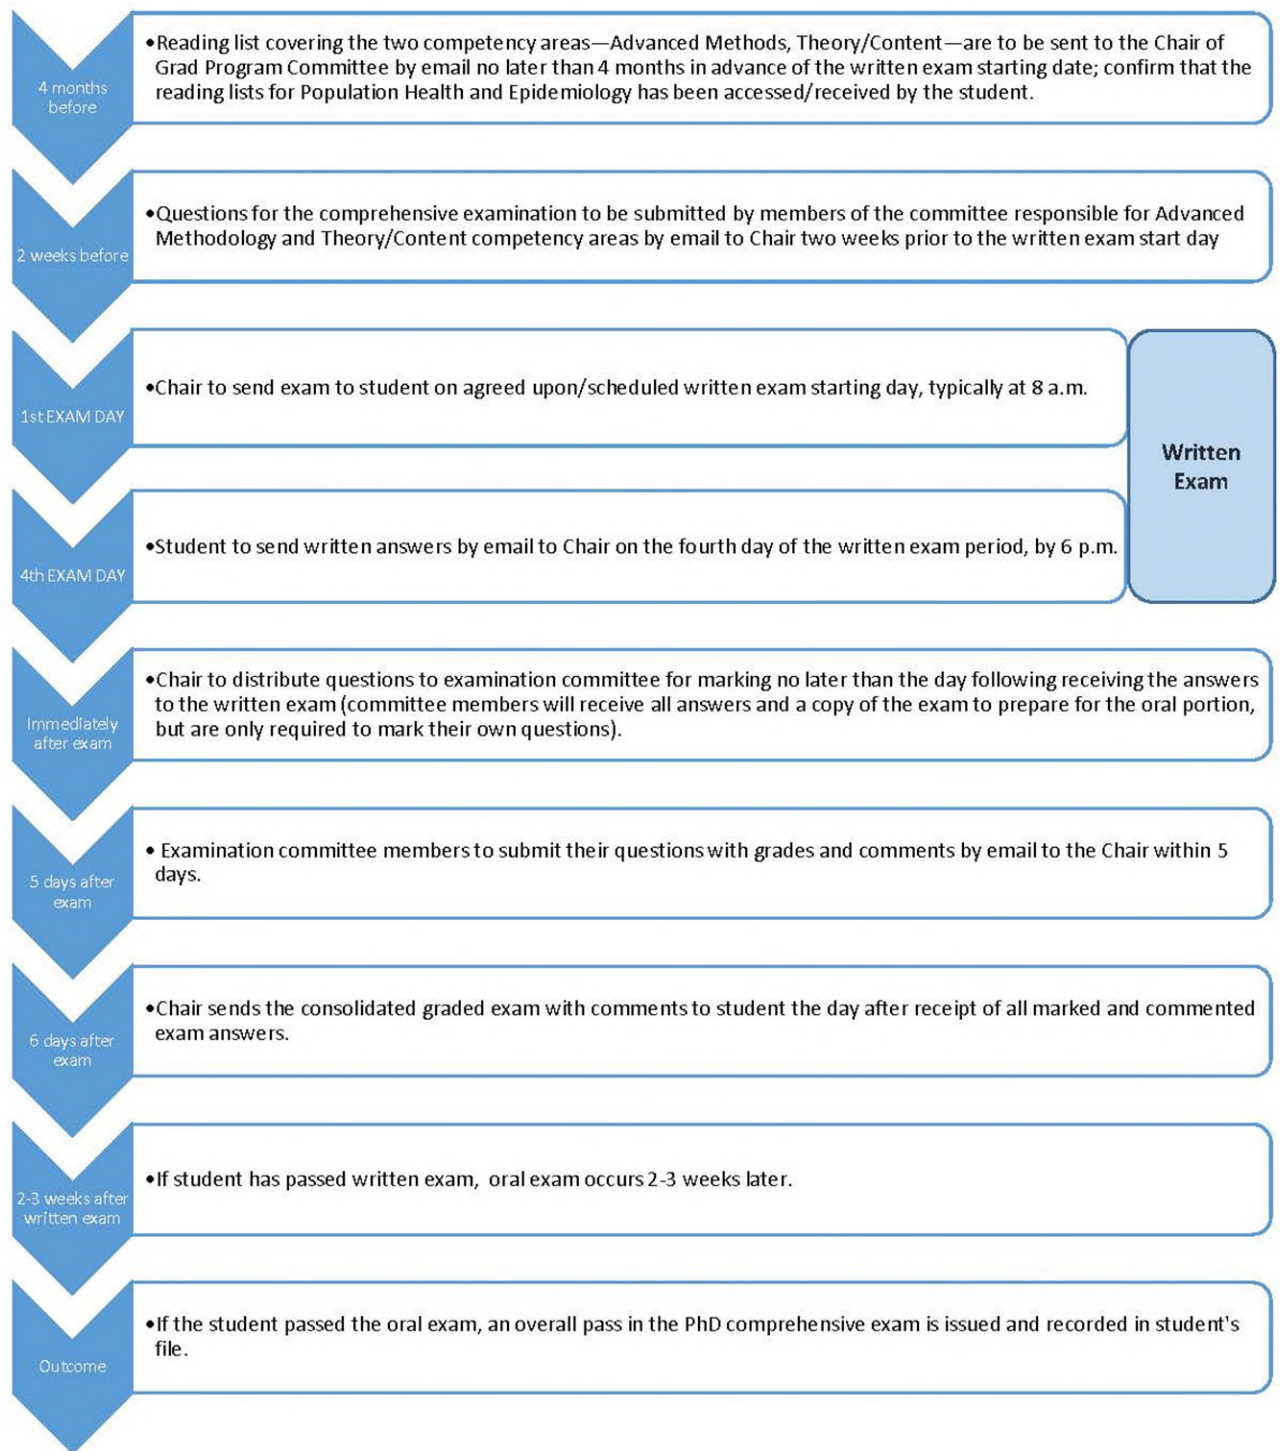 4 months
before
•Reading list covering the two competency areas—Advanced Methods, Theory/Content—are to be sent to the Chair of
Grad Program Committee by email no later than 4 months in advance of the written exam starting date; confirm that the
reading lists for Population Health and Epidemiology has been accessed/received by the student.
2 weeks before
•Questions for the comprehensive examination to be submitted by members of the committee responsible for Advanced
Methodology and Theory/Content competency areas by email to Chair two weeks prior to the written exam start day
1st EXAM DAY
•Chair to send exam to student on agreed upon/scheduled written exam starting day, typically at 8 a.m.
Written
Exam
4th EXAM DAY
•Student to send written answers by email to Chair on the fourth day of the written exam period, by 6 p.m.
Immediately
after exam
•Chair to distribute questions to examination committee for marking no later than the day following receiving the answers
to the written exam (committee members will receive all answers and a copy of the exam to prepare for the oral portion,
but are only required to mark their own questions).
5 days after
exam
• Examination committee members to submit their questions with grades and comments by email to the Chair within 5
days.
6 days after
exam
•Chair sends the consolidated graded exam with comments to student the day after receipt of all marked and commented
exam answers.
2-3 weeks after
written exam
•If student has passed written exam, oral exam occurs 2-3 weeks later.
Outcome
•If the student passed the oral exam, an overall pass in the PhD comprehensive exam is issued and recorded in student's
file.